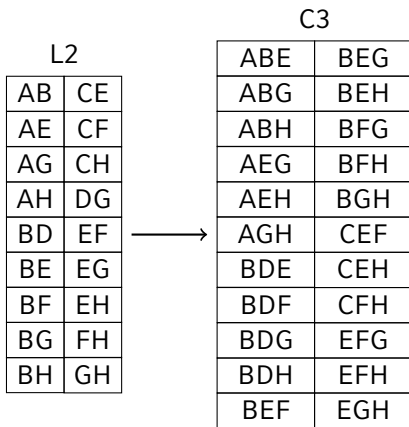 C3
L2
ABE BEG
ABG BEH
AB CE
ABH BFG
AE CF
AEG BFH
AG CH
AEH BGH
AH DG
AGH CEF
BD EF
BDE CEH
BE EG
BDF CFH
BF EH
BDG EFG
BG FH
BDH EFH
BH GH
BEF EGH